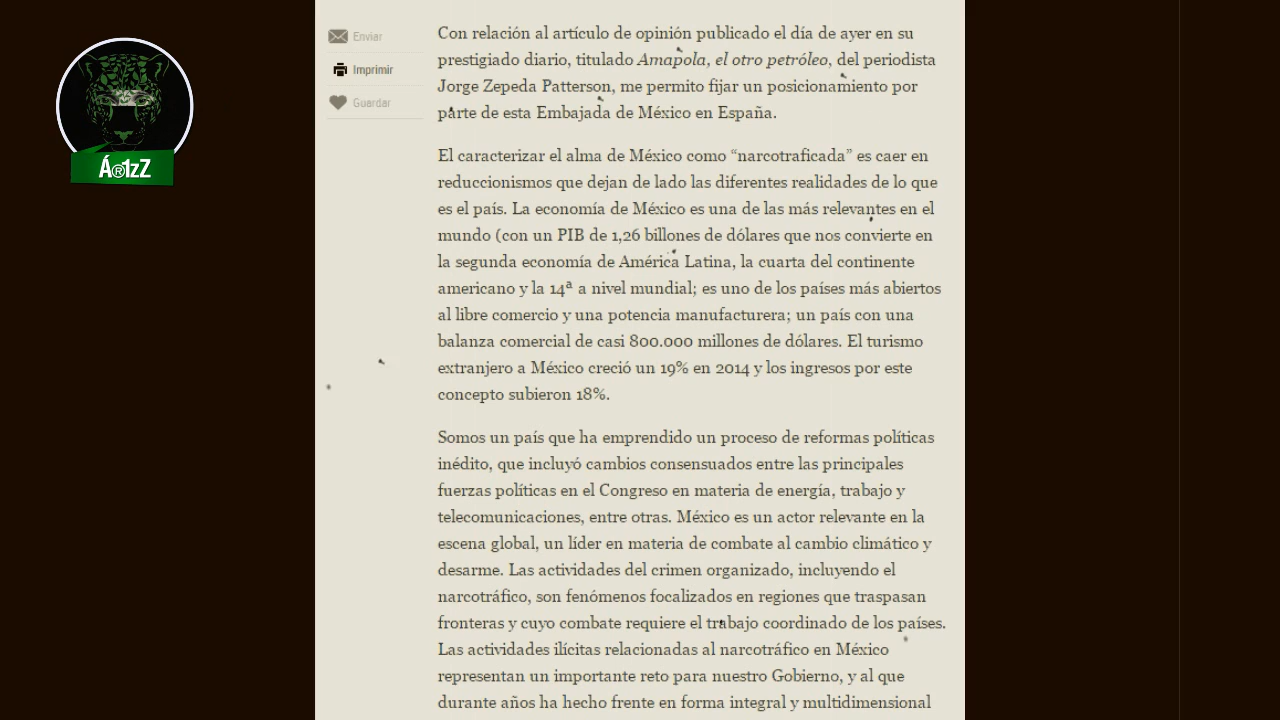 Enviar
Imprimir
Guardar
ÁR1zZ
Con relación al artículo de opinión publicado el día de ayer en su
prestigiado diario, titulado Amapola, el otro petróleo, del periodista
Jorge Zepeda Patterson, me permito fijar un posicionamiento por
parte de esta Embajada de México en España.
El caracterizar el alma de México como “narcotraficada” es caer en
reduccionismos que dejan de lado las diferentes realidades de lo que
es el país. La economía de México es una de las más relevantes en el
mundo (con un PIB de 1,26 billones de dólares que nos convierte en
la segunda economía de América Latina, la cuarta del continente
americano y la 14ª a nivel mundial; es uno de los países más abiertos
al libre comercio y una potencia manufacturera; un país con una
balanza comercial de casi 800.000 millones de dólares. El turismo
extranjero a México creció un 19% en 2014 y los ingresos por este
concepto subieron 18%.
Somos un país que ha emprendido un proceso de reformas políticas
inédito, que incluyó cambios consensuados entre las principales
fuerzas políticas en el Congreso en materia de energía, trabajo y
telecomunicaciones, entre otras. México es un actor relevante en la
escena global, un líder en materia de combate al cambio climático y
desarme. Las actividades del crimen organizado, incluyendo el
narcotráfico, son fenómenos focalizados en regiones que traspasan
fronteras y cuyo combate requiere el trabajo coordinado de los países.
Las actividades ilícitas relacionadas al narcotráfico en México
representan un importante reto para nuestro Gobierno, y al que
durante años ha hecho frente en forma integral y multidimensional